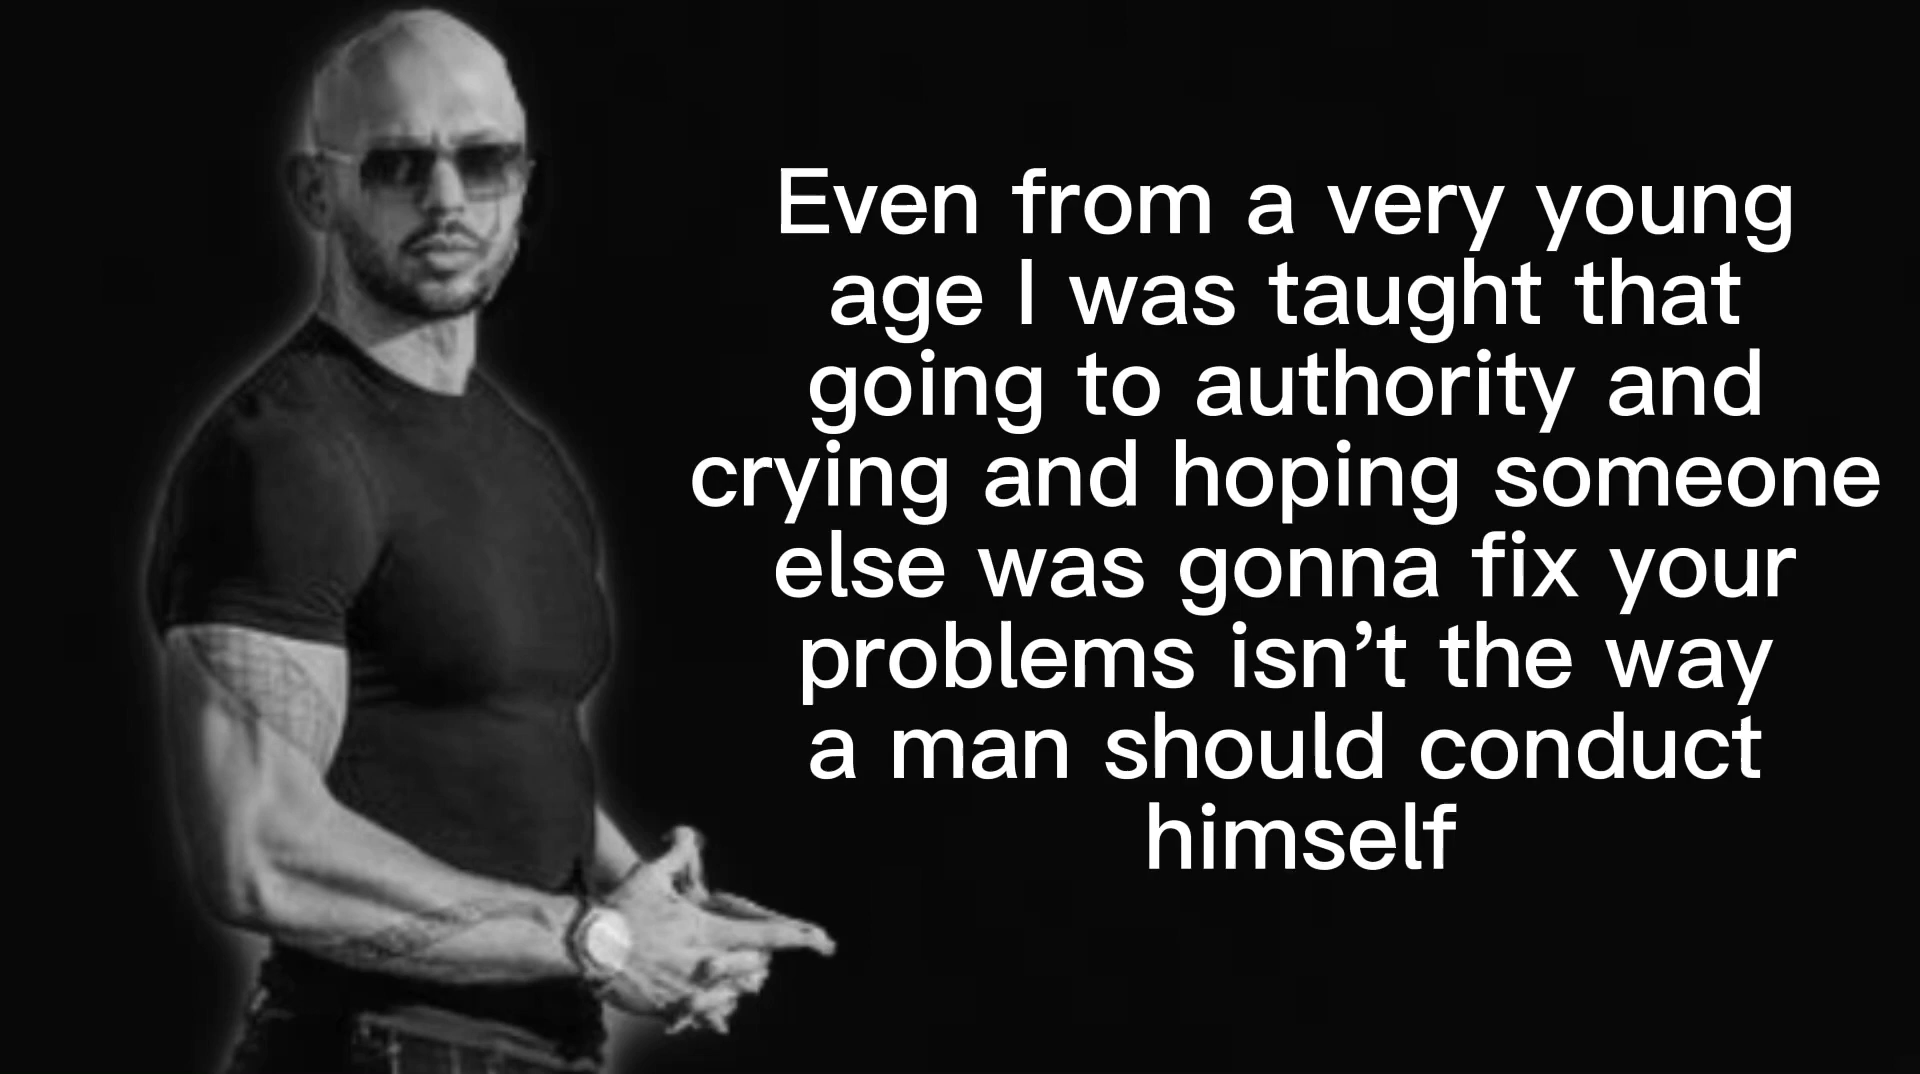 Even from a very young
age I was taught that
going to authority and
crying and hoping someone
else was gonna fix your
problems isn’t the way
a man should conduct
himself